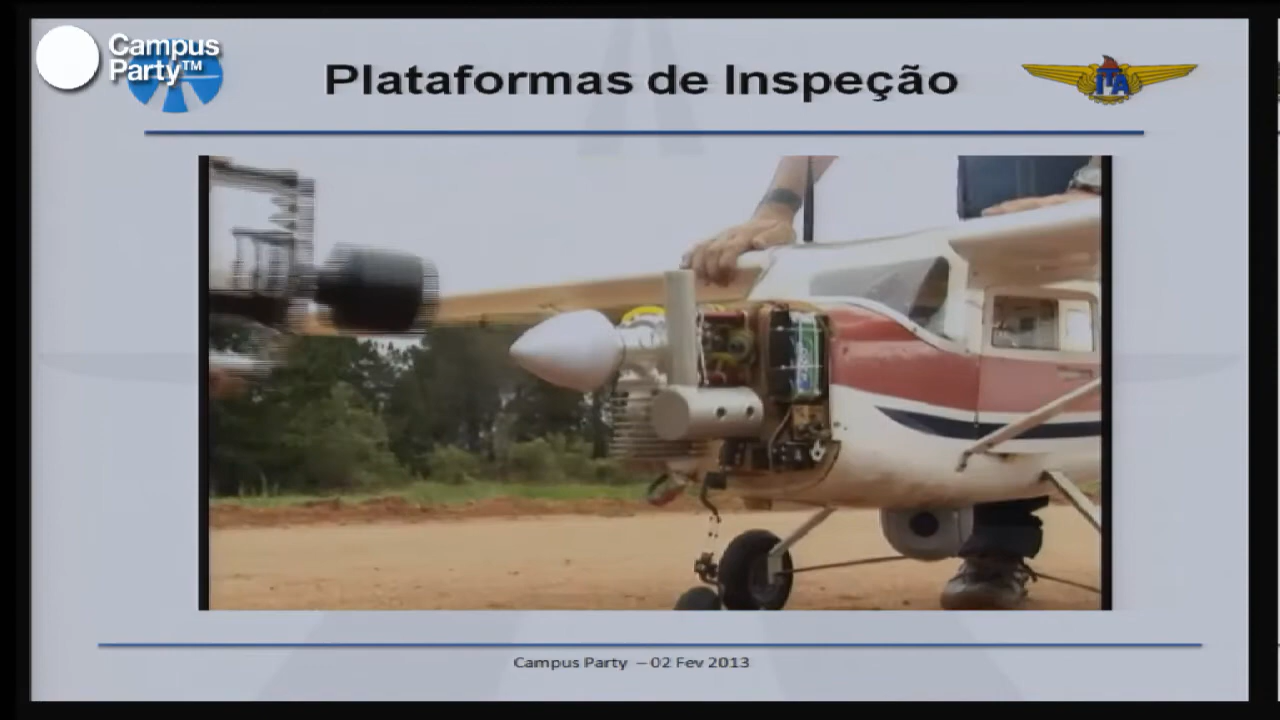 Campus
Party™
Plataformas de Inspeção
ITA
Campus Party – 02 Fev 2013